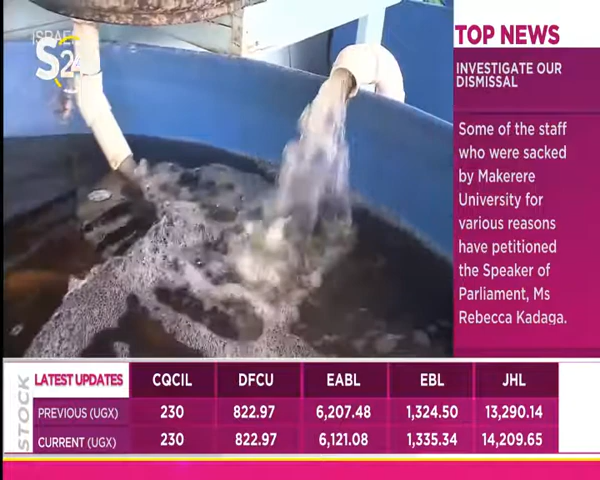 ISRAEL
S24
TOP NEWS
INVESTIGATE OUR
DISMISSAL
Some of the staff
who were sacked
by Makerere
University for
various reasons
have petitioned
the Speaker of
Parliament, Ms
Rebecca Kadaga.
STOCK
LATEST UPDATES CQCIL DFCU EABL EBL JHL
PREVIOUS (UGX) 230 822.97 6,207.48 1,324.50 13,290.14
CURRENT (UGX) 230 822.97 6,121.08 1,335.34 14,209.65